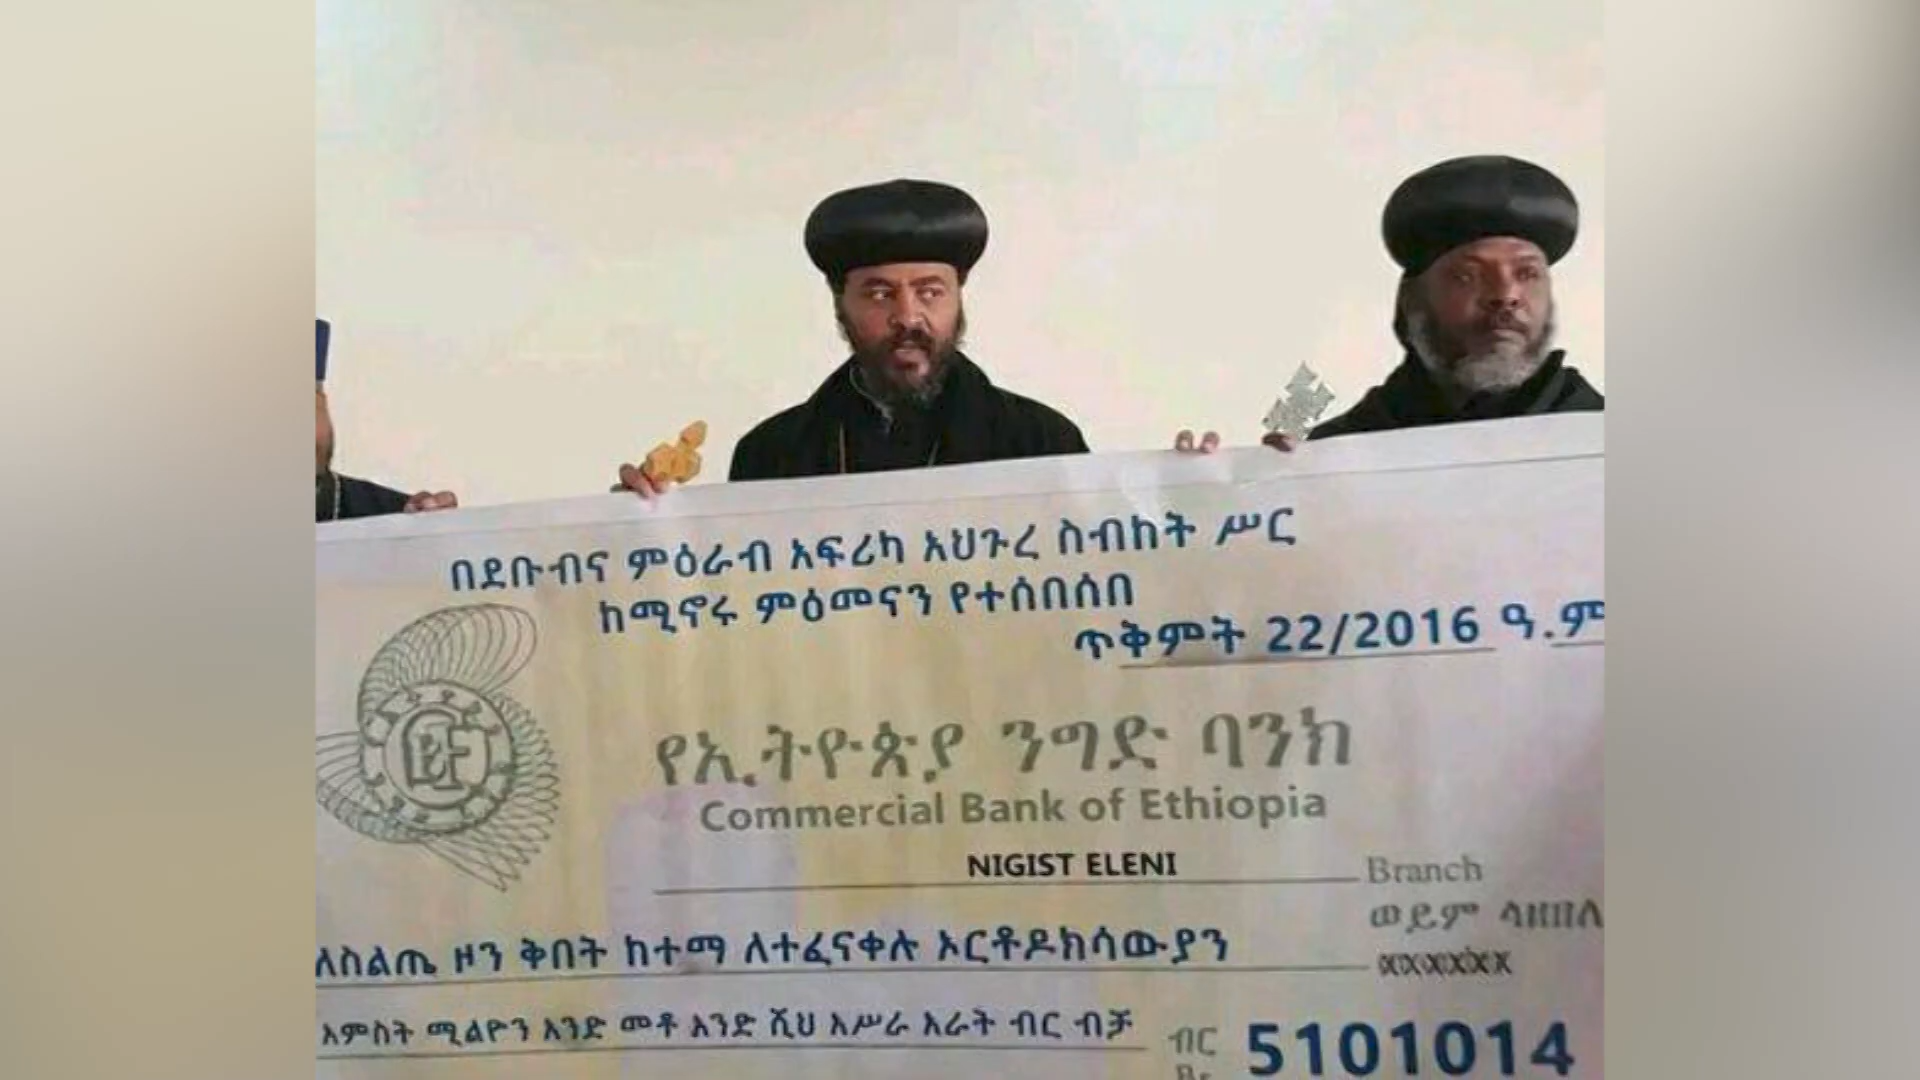 በደቡብና ምዕራብ አፍሪካ አህጉረ ስብከት ሥር
ከሚኖሩ ምዕመናን የተሰበሰበ
ጥቅምት 22/2016 ዓ.ም
የኢትዮጵያ ንግድ ባንክ
Commercial Bank of Ethiopia
NIGIST ELENI Branch
ወይም ላዘዘለ
ለስልጤ ዞን ቅበት ከተማ ለተፈናቀሉ ኦርቶዶክሳውያን xxxxxx
አምስት ሚልዮን አንድ መቶ አንድ ሺህ አሥራ አራት ብር ብቻ
ብር 5101014
Br